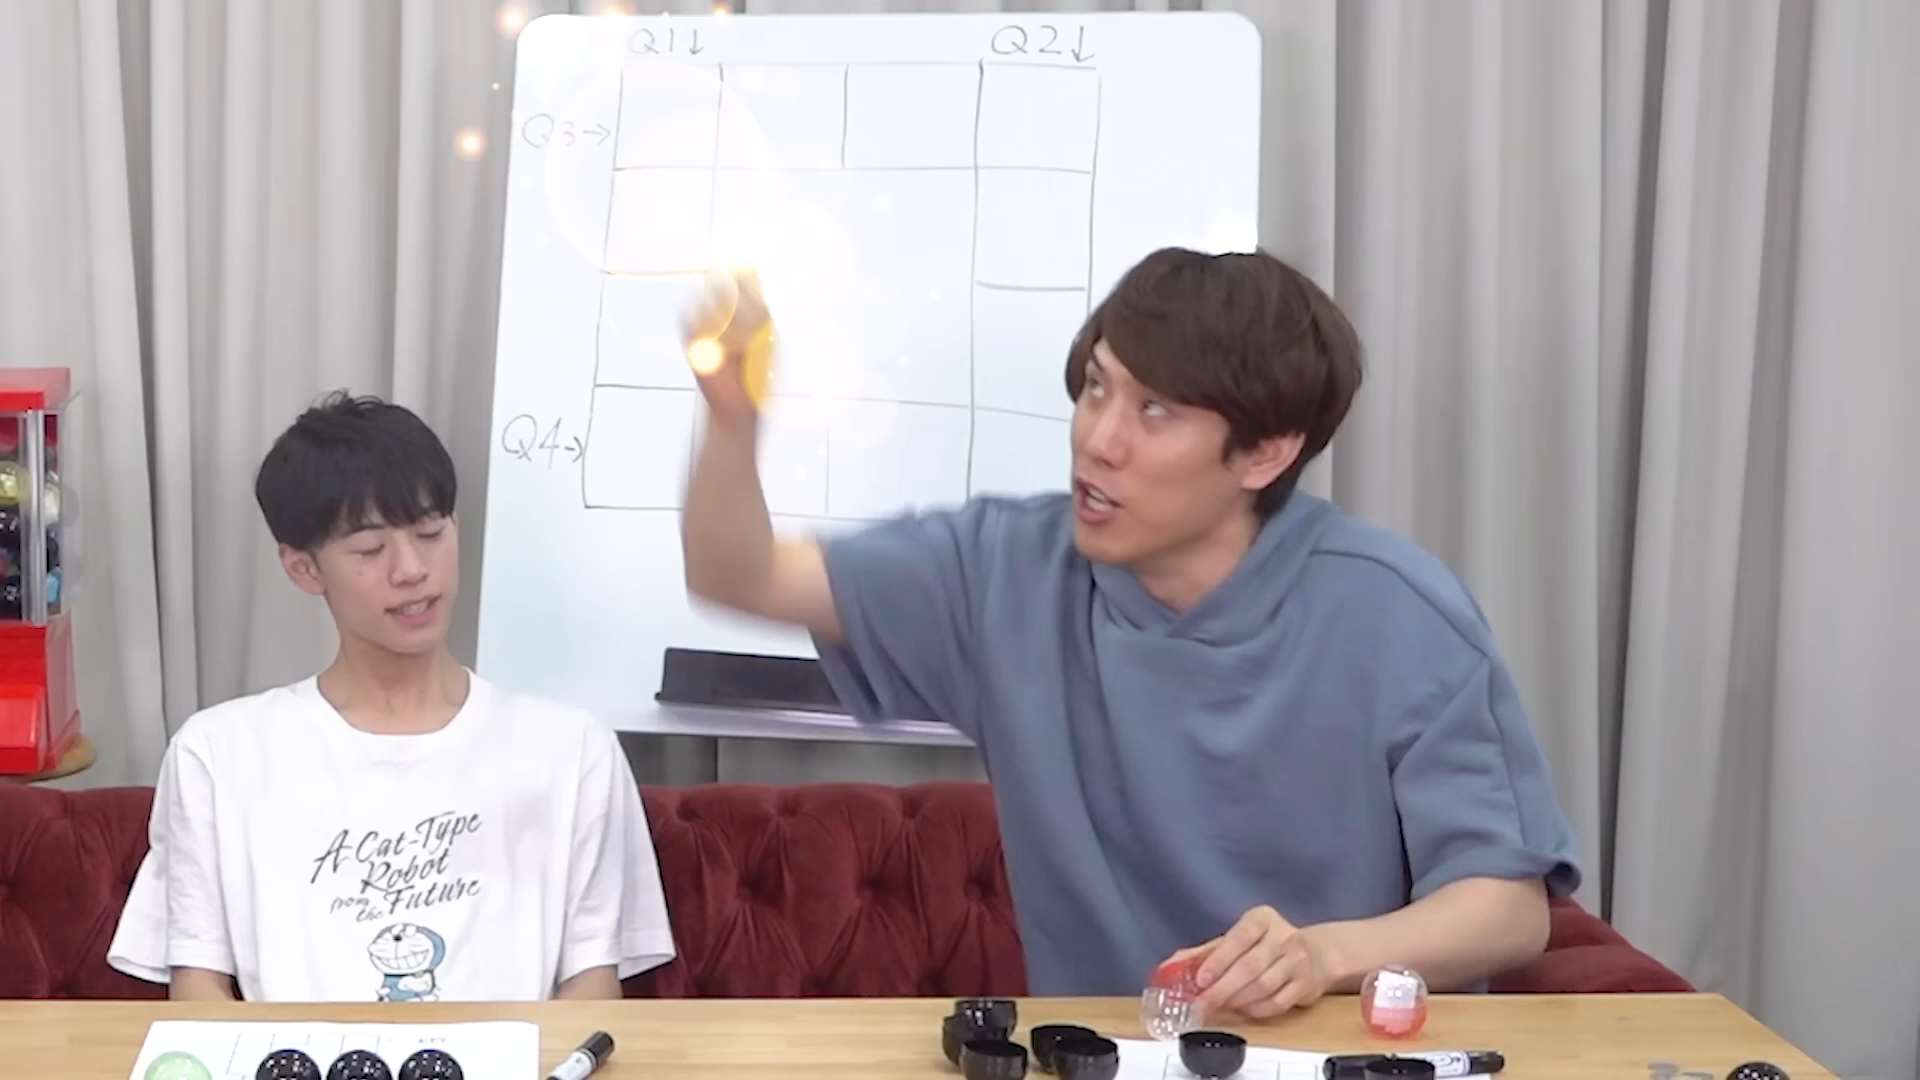 Q1↓
Q2↓
Q3→
Q4→
A Cat-Type
Robot
from
the Future